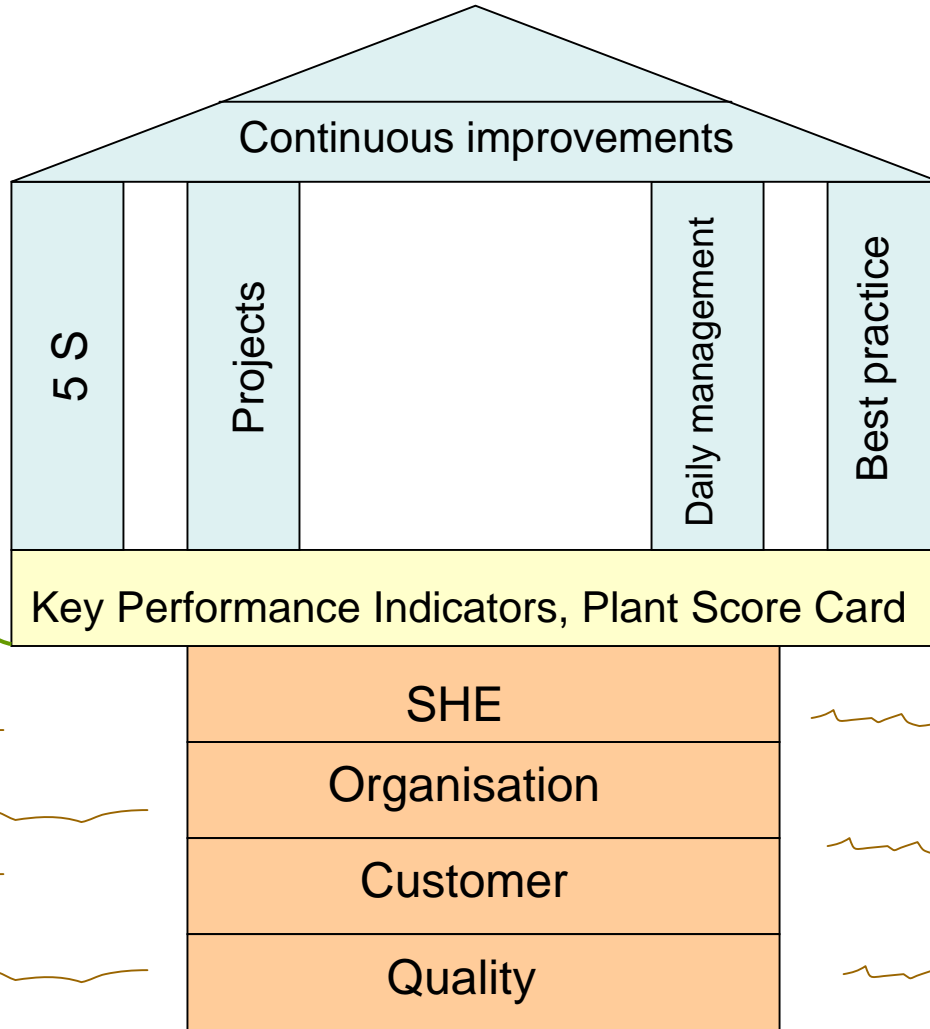 Continuous improvements
5 S
Projects
Daily management
Best practice
Key Performance Indicators, Plant Score Card
SHE
Organisation
Customer
Quality